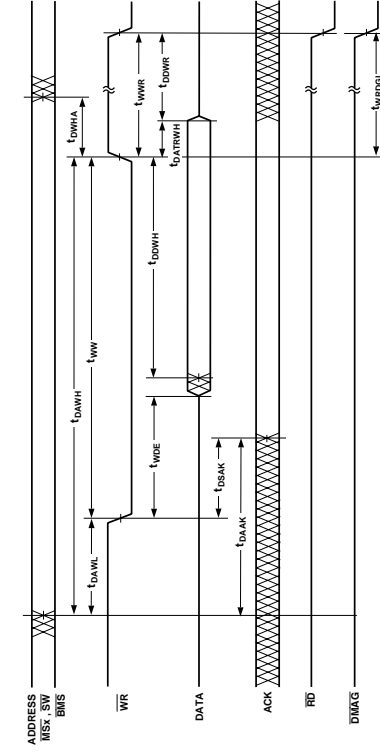 ADDRESS
MSx , SW
BMS
WR
DATA
ACK
RD
DMAG
tDAWL
tDAWH
tWW
tDWHA
tWWR
tDDWR
tDATRWH
tDDWH
tWDE
tDSAK
tDAAK